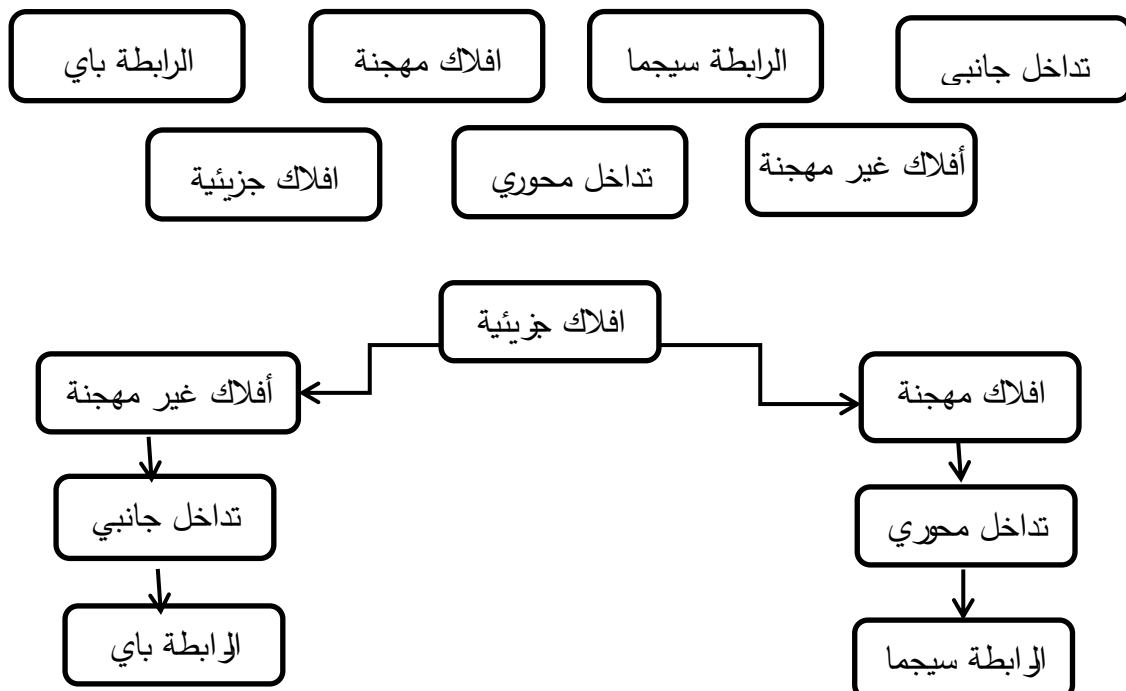 تداخل جانبي
الرابطة سيجما
افلاك مهجنة
الرابطة باي
أفلاك غير مهجنة
تداخل محوري
افلاك جزيئية
افلاك جزيئية
افلاك مهجنة
أفلاك غير مهجنة
تداخل محوري
تداخل جانبي
الرابطة سيجما
الرابطة باي